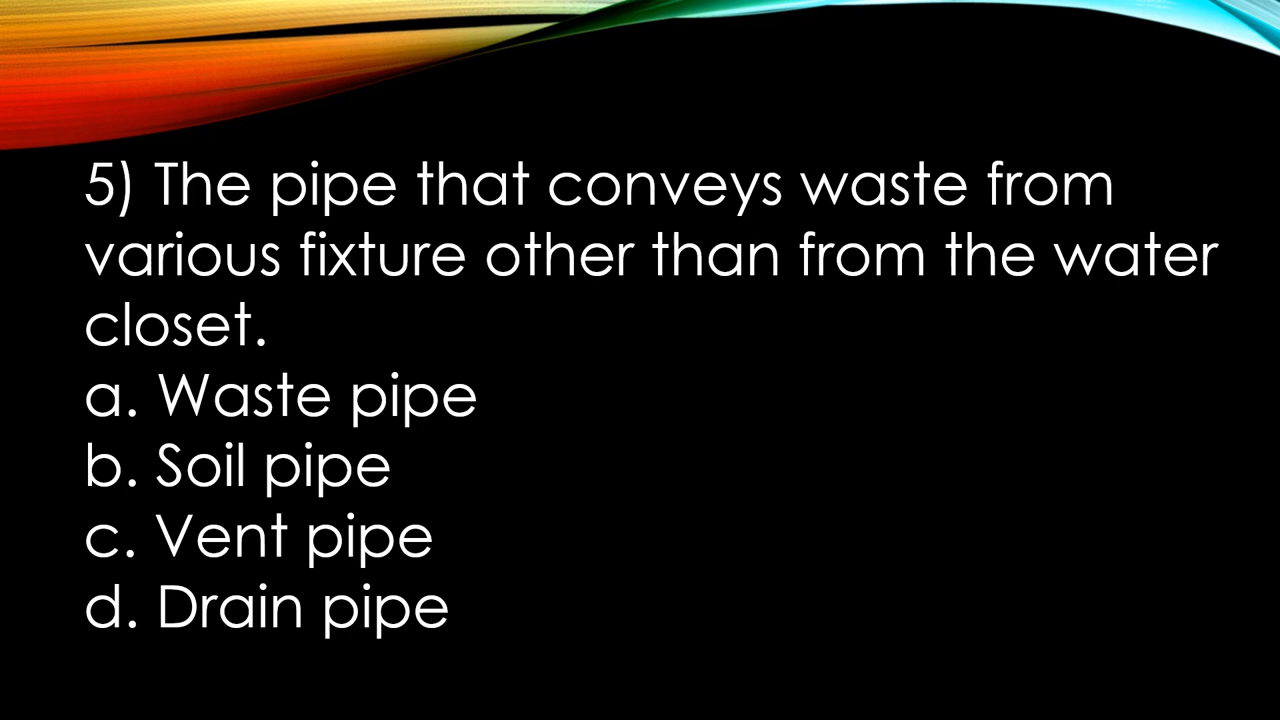 5) The pipe that conveys waste from
various fixture other than from the water
closet.
a. Waste pipe
b. Soil pipe
c. Vent pipe
d. Drain pipe